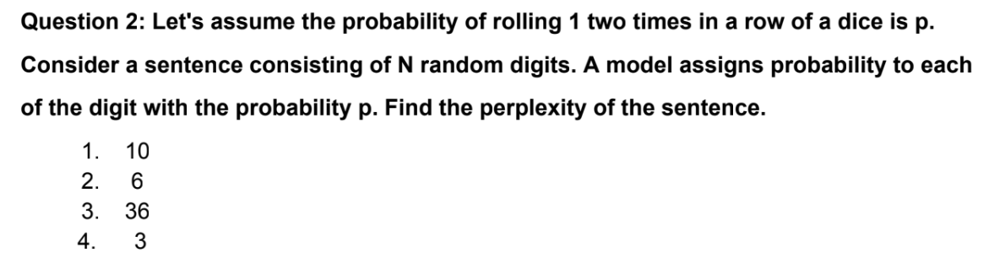 Question 2: Let's assume the probability of rolling 1 two times in a row of a dice is p.
Consider a sentence consisting of N random digits. A model assigns probability to each
of the digit with the probability p. Find the perplexity of the sentence.
1. 10
2. 6
3. 36
4. 3